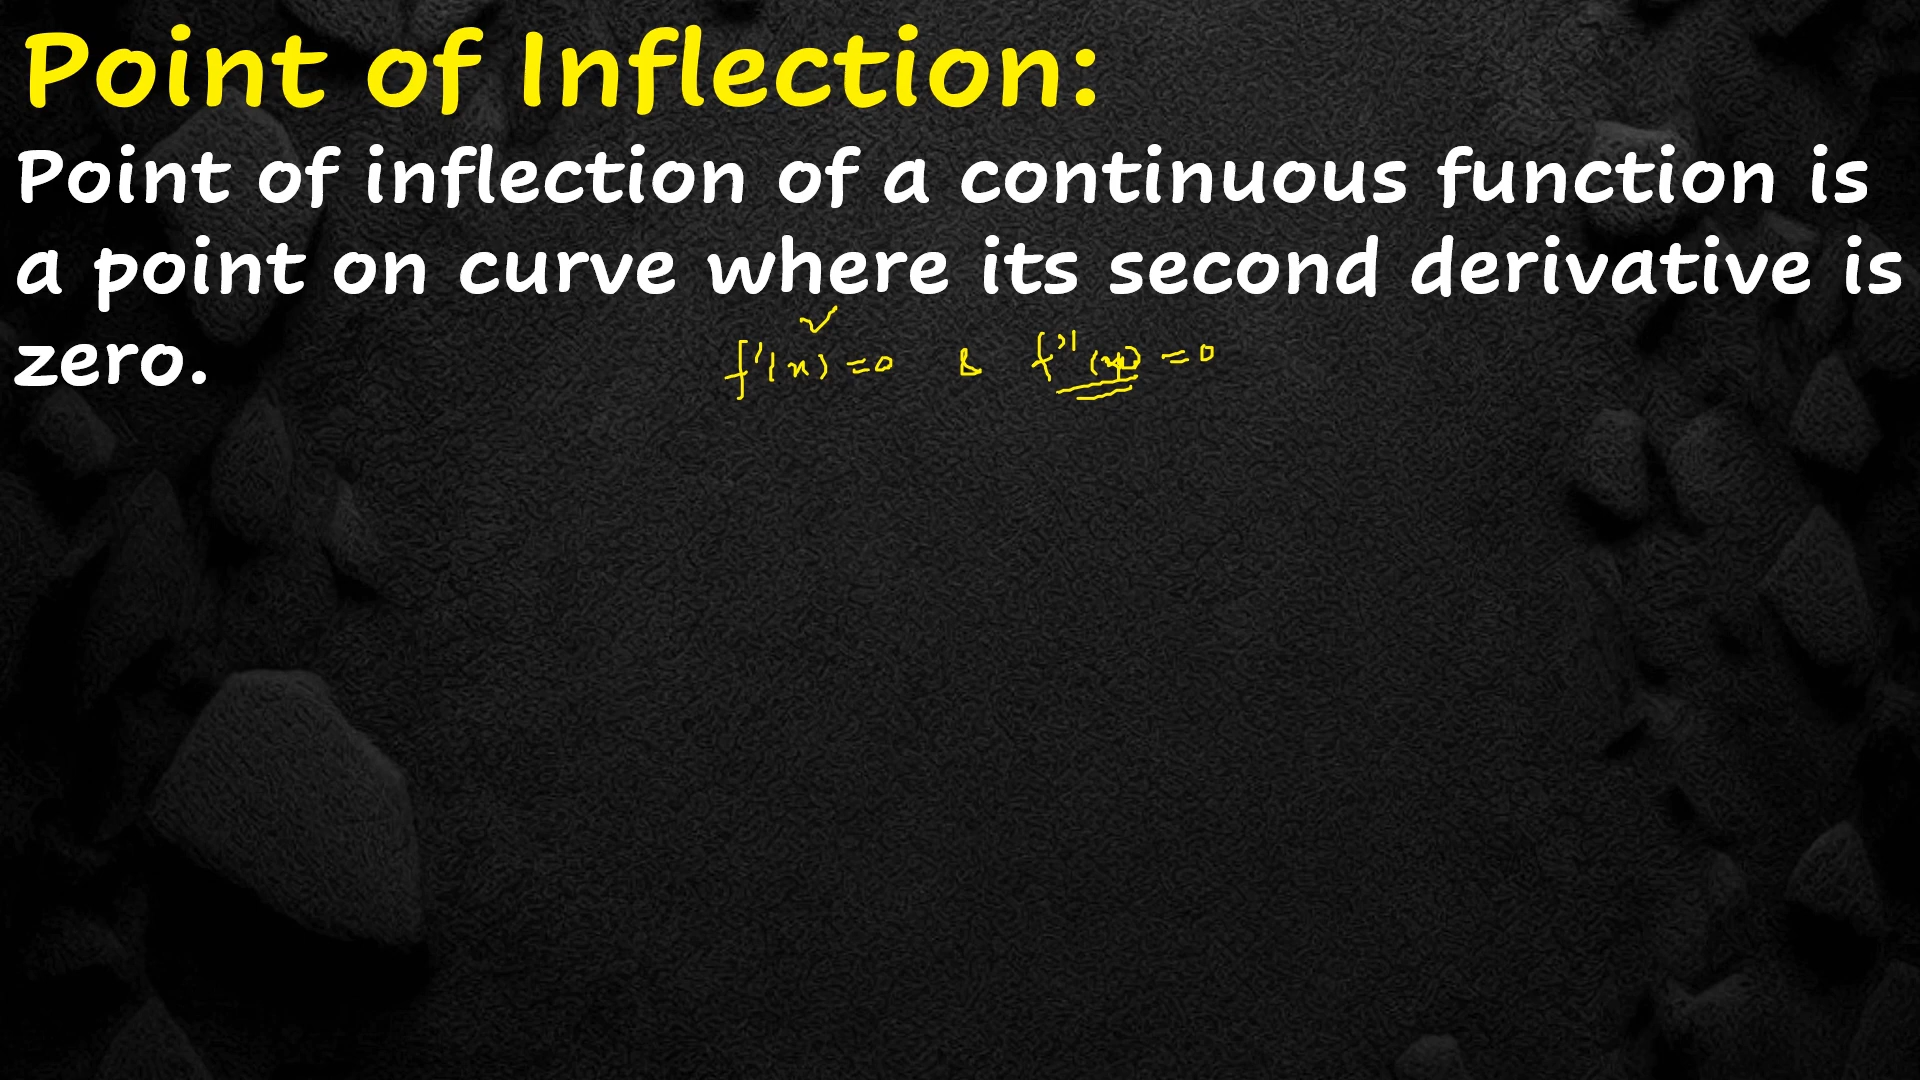 Point of Inflection:
Point of inflection of a continuous function is
a point on curve where its second derivative is
zero.
f'(x) = 0 & f''(x) = 0